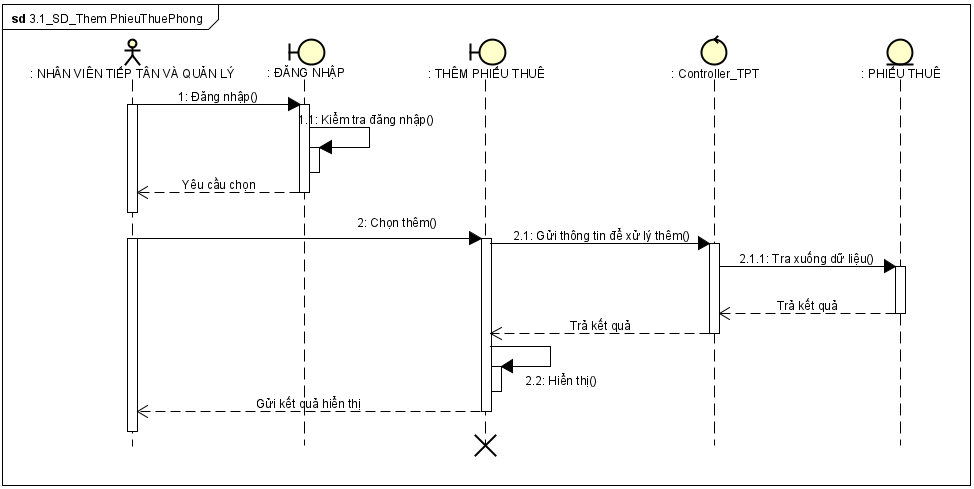 sd 3.1_SD_Them PhieuThuePhong
: NHÂN VIÊN TIẾP TÂN VÀ QUẢN LÝ
: ĐĂNG NHẬP
: THÊM PHIẾU THUÊ
: Controller_TPT
: PHIẾU THUÊ
1: Đăng nhập()
1.1: Kiểm tra đăng nhập()
Yêu cầu chọn
2: Chọn thêm()
2.1: Gửi thông tin để xử lý thêm()
2.1.1: Tra xuống dữ liệu()
Trả kết quả
Trả kết quả
2.2: Hiển thị()
Gửi kết quả hiển thị